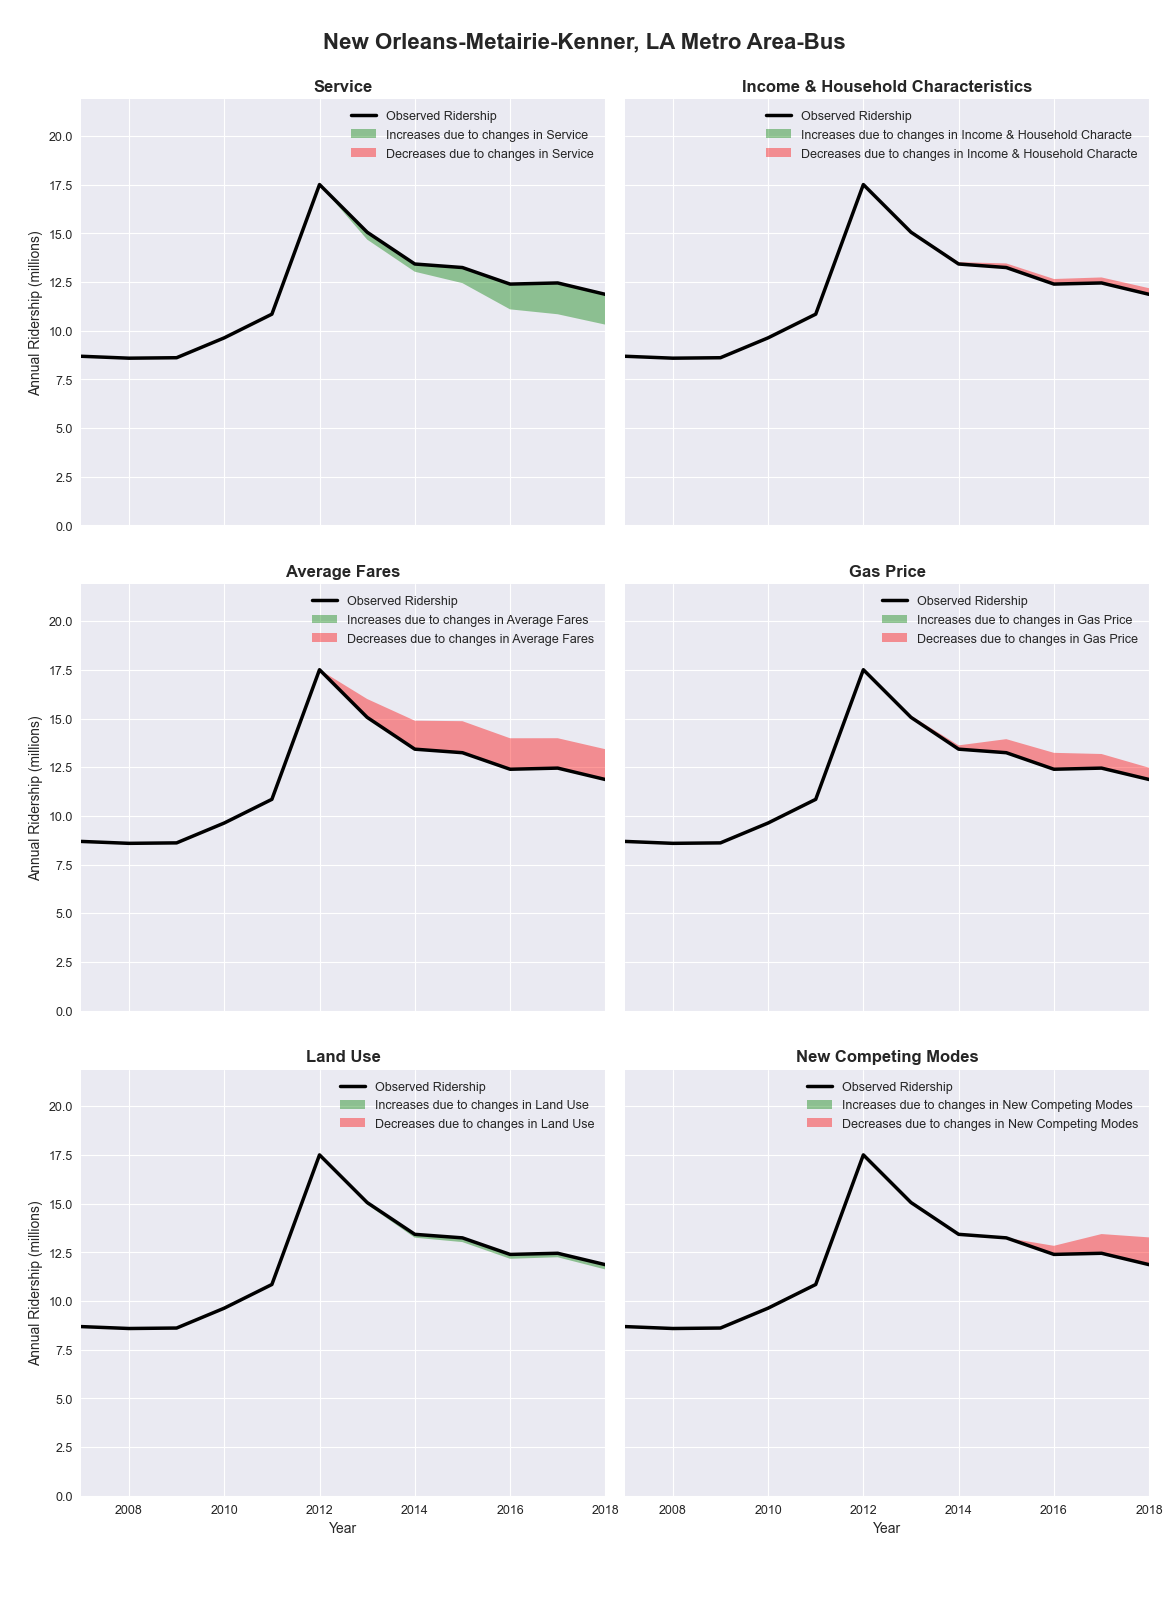 New Orleans-Metairie-Kenner, LA Metro Area-Bus
Service
Observed Ridership
Increases due to changes in Service
Decreases due to changes in Service
20.0
17.5
15.0
12.5
10.0
7.5
5.0
2.5
0.0
Annual Ridership (millions)
Income & Household Characteristics
Observed Ridership
Increases due to changes in Income & Household Characte
Decreases due to changes in Income & Household Characte
Average Fares
Observed Ridership
Increases due to changes in Average Fares
Decreases due to changes in Average Fares
20.0
17.5
15.0
12.5
10.0
7.5
5.0
2.5
0.0
Annual Ridership (millions)
Gas Price
Observed Ridership
Increases due to changes in Gas Price
Decreases due to changes in Gas Price
Land Use
Observed Ridership
Increases due to changes in Land Use
Decreases due to changes in Land Use
20.0
17.5
15.0
12.5
10.0
7.5
5.0
2.5
0.0
Annual Ridership (millions)
2008 2010 2012 2014 2016 2018
Year
New Competing Modes
Observed Ridership
Increases due to changes in New Competing Modes
Decreases due to changes in New Competing Modes
2008 2010 2012 2014 2016 2018
Year